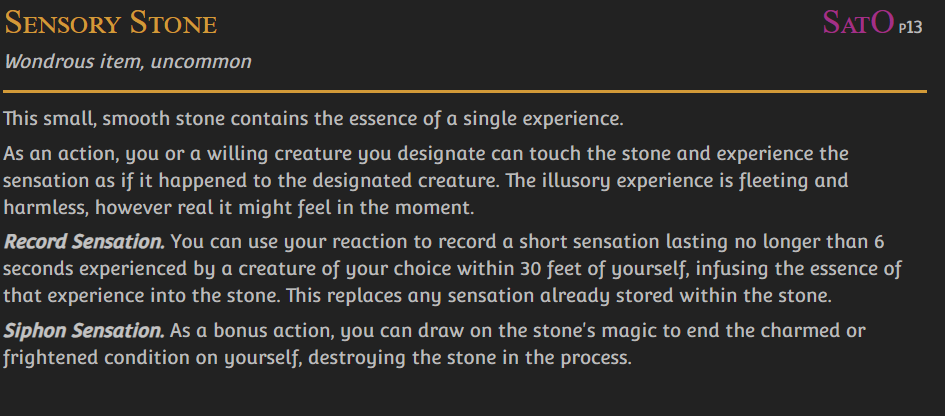 Sensory Stone SatO p13
Wondrous item, uncommon
This small, smooth stone contains the essence of a single experience.
As an action, you or a willing creature you designate can touch the stone and experience the
sensation as if it happened to the designated creature. The illusory experience is fleeting and
harmless, however real it might feel in the moment.
Record Sensation. You can use your reaction to record a short sensation lasting no longer than 6
seconds experienced by a creature of your choice within 30 feet of yourself, infusing the essence of
that experience into the stone. This replaces any sensation already stored within the stone.
Siphon Sensation. As a bonus action, you can draw on the stone's magic to end the charmed or
frightened condition on yourself, destroying the stone in the process.